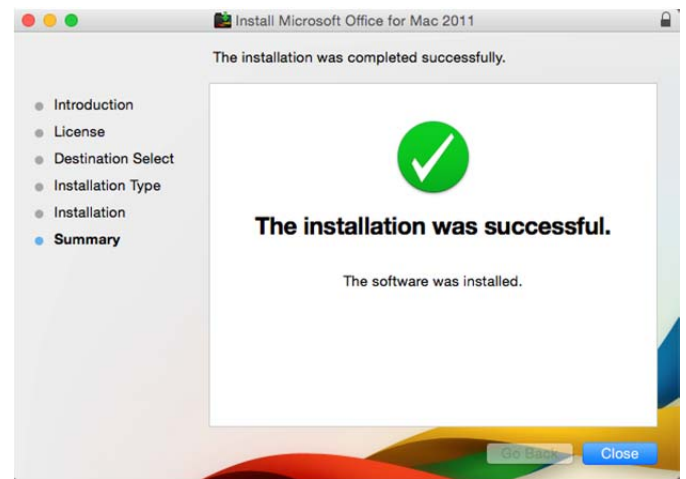 Install Microsoft Office for Mac 2011
The installation was completed successfully.
Introduction
License
Destination Select
Installation Type
Installation
Summary
The installation was successful.
The software was installed.
Go Back
Close